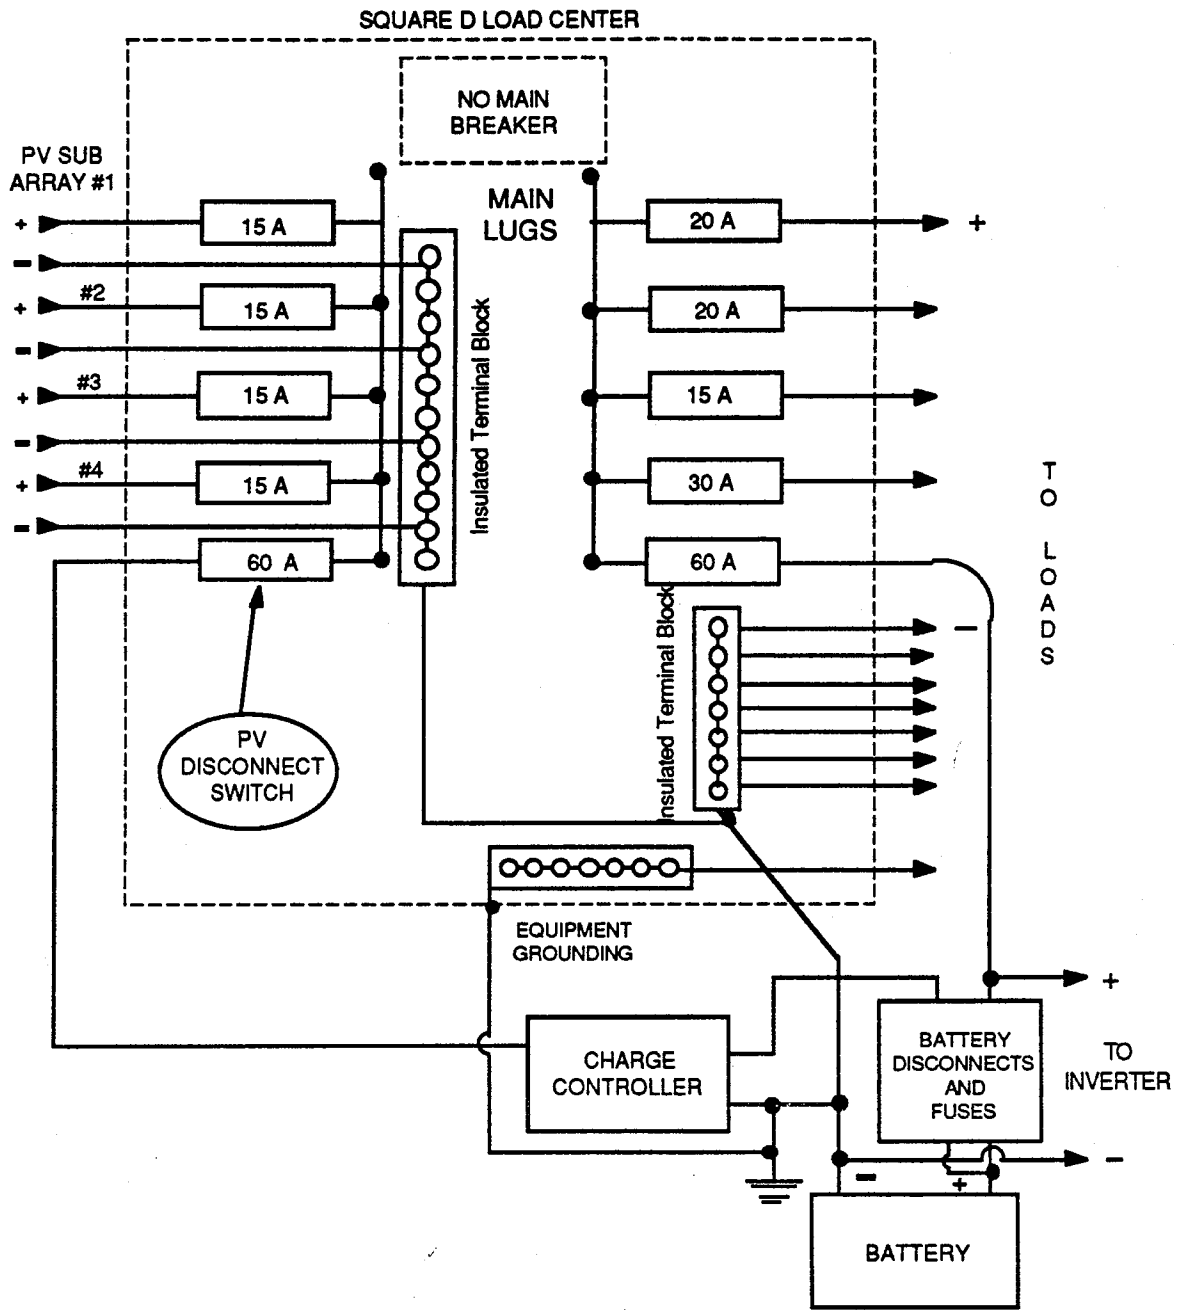 SQUARE D LOAD CENTER
NO MAIN
BREAKER
PV SUB
ARRAY #1
MAIN
LUGS
+
15 A
20 A
+
-
+
#2
15 A
20 A
-
+
#3
15 A
15 A
-
+
#4
15 A
30 A
-
60 A
60 A
Insulated Terminal Block
Insulated Terminal Block
-
TO LOADS
PV
DISCONNECT
SWITCH
EQUIPMENT
GROUNDING
+
CHARGE
CONTROLLER
BATTERY
DISCONNECTS
AND
FUSES
TO
INVERTER
-
-
+
BATTERY